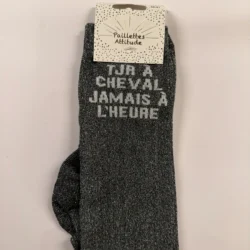 Paillettes
Attitude
TJR À
CHEVAL
JAMAIS À
L'HEURE